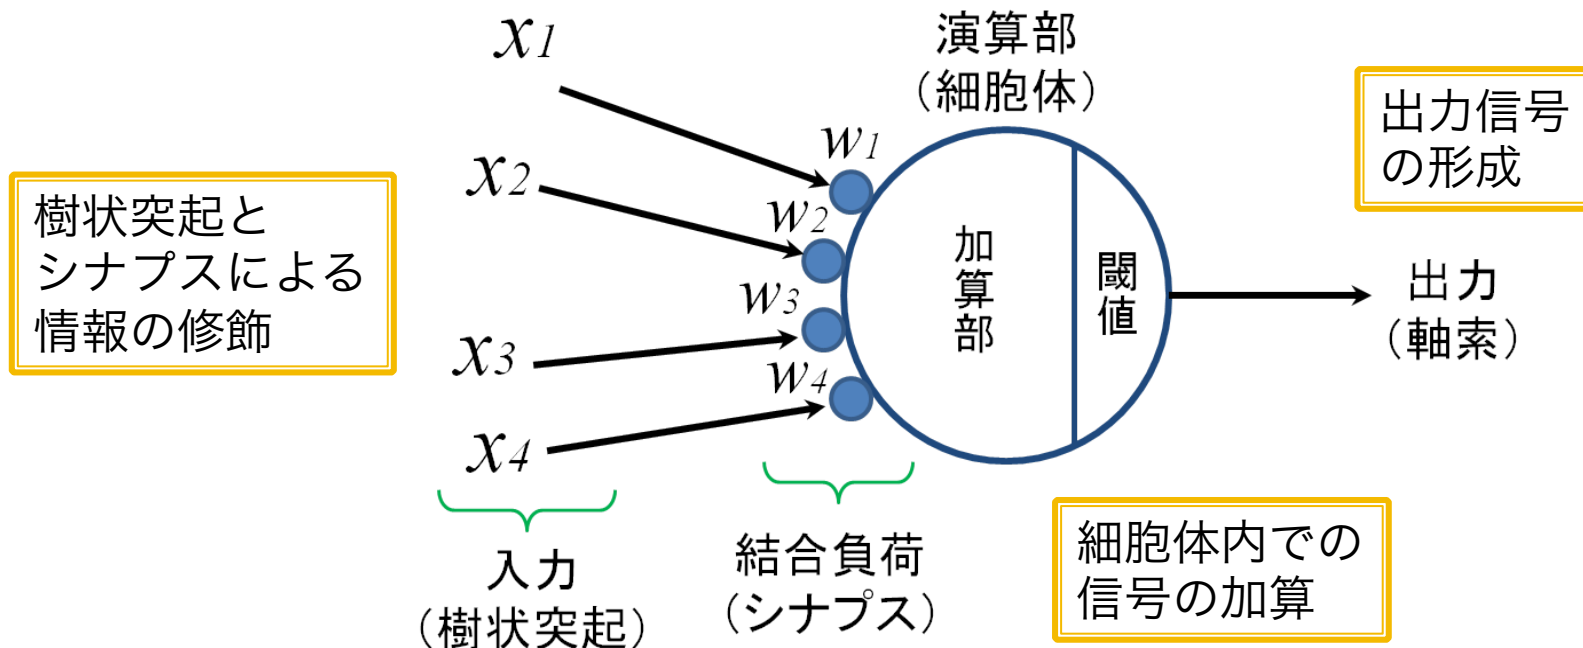 x1
x2
x3
x4
樹状突起と
シナプスによる
情報の修飾
入力
（樹状突起）
w1
w2
w3
w4
結合負荷
（シナプス）
演算部
（細胞体）
加算部
閾値
細胞体内での
信号の加算
出力信号
の形成
出力
（軸索）